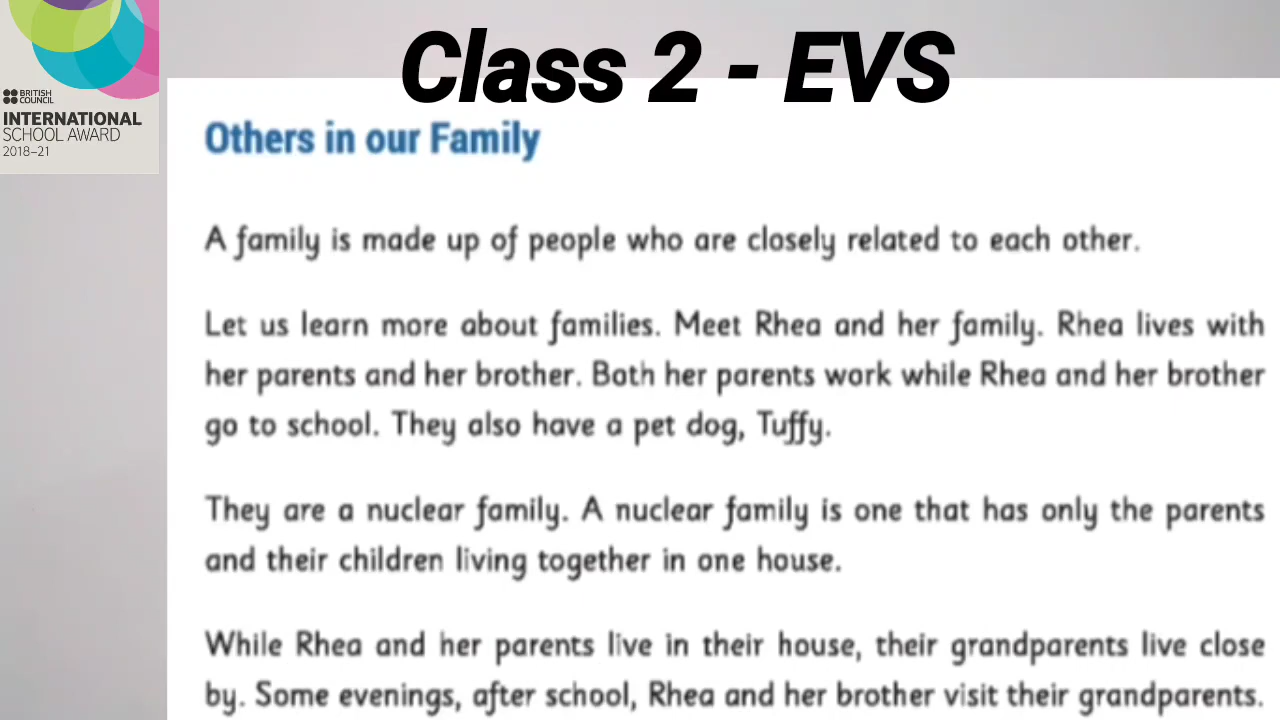 Class 2 - EVS
BRITISH
COUNCIL
INTERNATIONAL
SCHOOL AWARD
2018–21
Others in our Family
A family is made up of people who are closely related to each other.
Let us learn more about families. Meet Rhea and her family. Rhea lives with
her parents and her brother. Both her parents work while Rhea and her brother
go to school. They also have a pet dog, Tuffy.
They are a nuclear family. A nuclear family is one that has only the parents
and their children living together in one house.
While Rhea and her parents live in their house, their grandparents live close
by. Some evenings, after school, Rhea and her brother visit their grandparents.